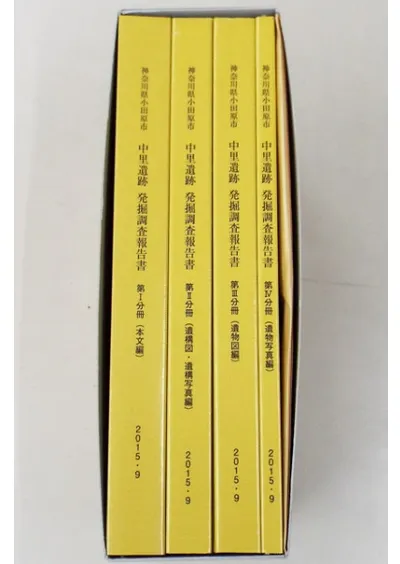 神奈川県小田原市
中里遺跡 発掘調査報告書
第Ⅰ分冊（本文編）
2015・9
神奈川県小田原市
中里遺跡 発掘調査報告書
第Ⅱ分冊（遺構図・遺構写真編）
2015・9
神奈川県小田原市
中里遺跡 発掘調査報告書
第Ⅲ分冊（遺物図編）
2015・9
神奈川県小田原市
中里遺跡 発掘調査報告書
第Ⅳ分冊（遺物写真編）
2015・9